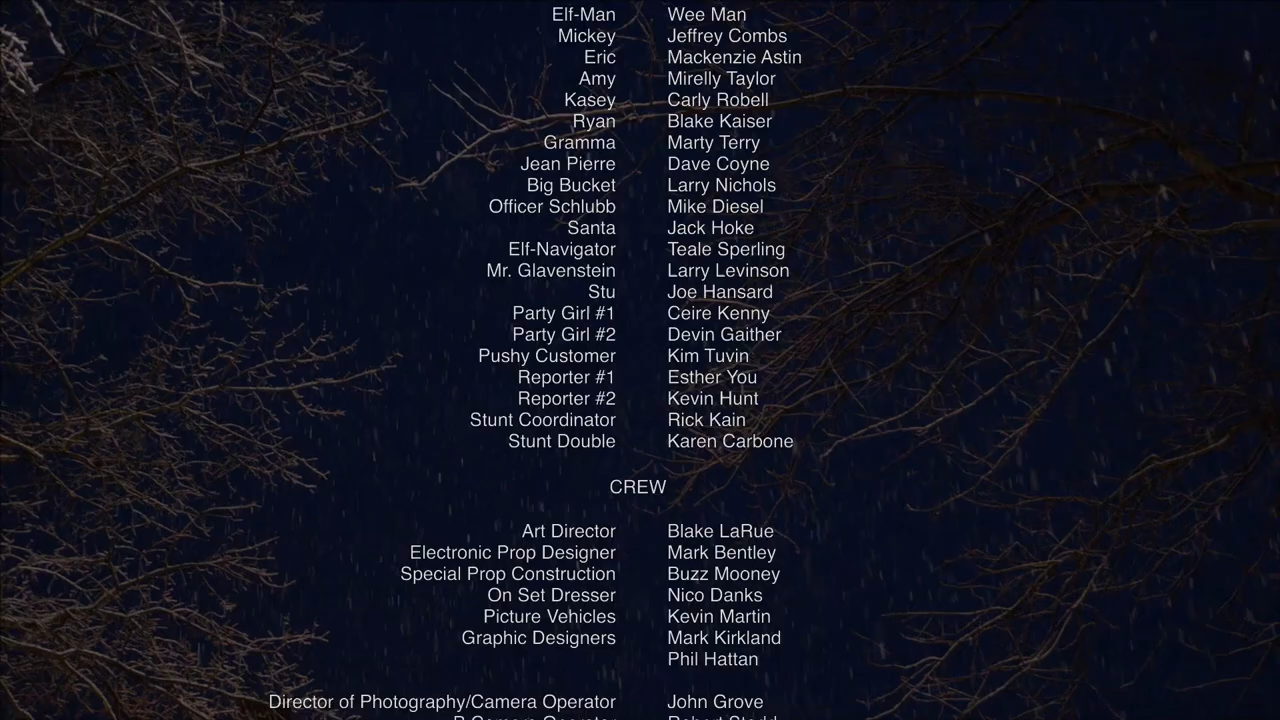 Elf-Man Wee Man
Mickey Jeffrey Combs
Eric Mackenzie Astin
Amy Mirelly Taylor
Kasey Carly Robell
Ryan Blake Kaiser
Gramma Marty Terry
Jean Pierre Dave Coyne
Big Bucket Larry Nichols
Officer Schlubb Mike Diesel
Santa Jack Hoke
Elf-Navigator Teale Sperling
Mr. Glavenstein Larry Levinson
Stu Joe Hansard
Party Girl #1 Ceire Kenny
Party Girl #2 Devin Gaither
Pushy Customer Kim Tuvin
Reporter #1 Esther You
Reporter #2 Kevin Hunt
Stunt Coordinator Rick Kain
Stunt Double Karen Carbone
CREW
Art Director Blake LaRue
Electronic Prop Designer Mark Bentley
Special Prop Construction Buzz Mooney
On Set Dresser Nico Danks
Picture Vehicles Kevin Martin
Graphic Designers Mark Kirkland
Phil Hattan
Director of Photography/Camera Operator John Grove